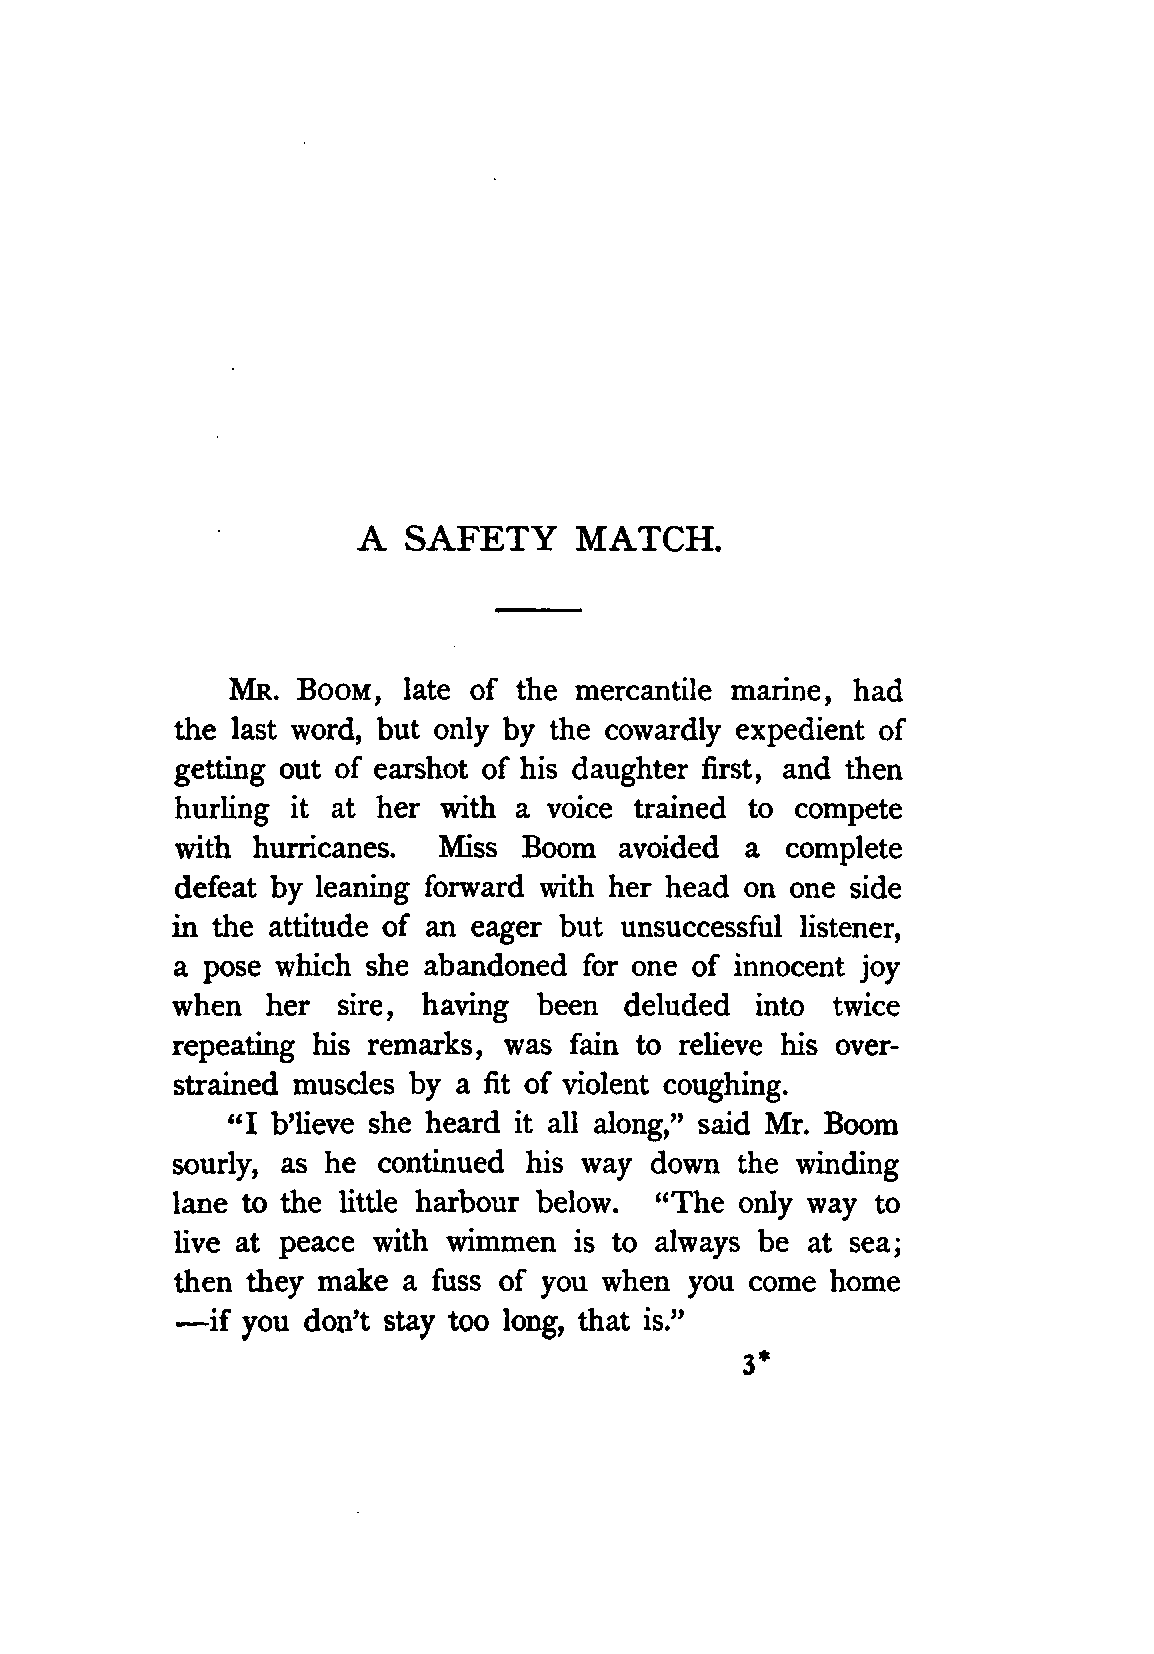 A SAFETY MATCH.
MR. BOOM, late of the mercantile marine, had
the last word, but only by the cowardly expedient of
getting out of earshot of his daughter first, and then
hurling it at her with a voice trained to compete
with hurricanes. Miss Boom avoided a complete
defeat by leaning forward with her head on one side
in the attitude of an eager but unsuccessful listener,
a pose which she abandoned for one of innocent joy
when her sire, having been deluded into twice
repeating his remarks, was fain to relieve his over-
strained muscles by a fit of violent coughing.
“I b’lieve she heard it all along,” said Mr. Boom
sourly, as he continued his way down the winding
lane to the little harbour below. “The only way to
live at peace with wimmen is to always be at sea;
then they make a fuss of you when you come home
—if you don’t stay too long, that is.”
3*